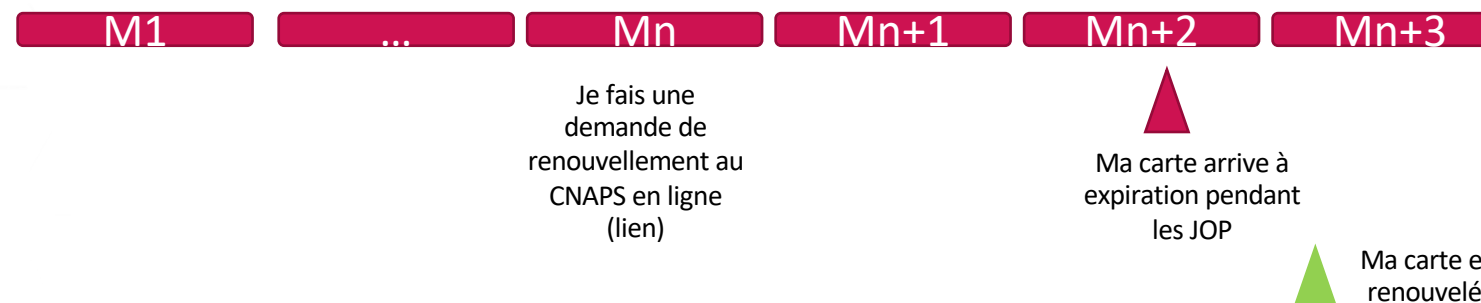 M1 ... Mn Mn+1 Mn+2 Mn+3
Je fais une
demande de
renouvellement au
CNAPS en ligne
(lien)
Ma carte arrive à
expiration pendant
les JOP
Ma carte e
renouvelé